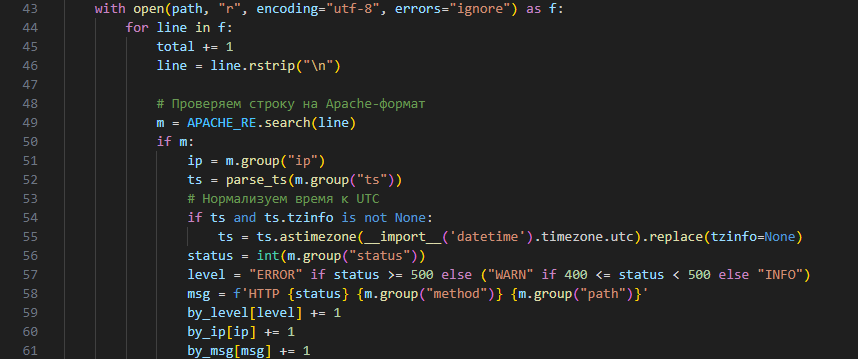 43 with open(path, "r", encoding="utf-8", errors="ignore") as f:
44 for line in f:
45 total += 1
46 line = line.rstrip("\n")
47
48 # Проверяем строку на Apache-формат
49 m = APACHE_RE.search(line)
50 if m:
51 ip = m.group("ip")
52 ts = parse_ts(m.group("ts"))
53 # Нормализуем время к UTC
54 if ts and ts.tzinfo is not None:
55 ts = ts.astimezone(__import__('datetime').timezone.utc).replace(tzinfo=None)
56 status = int(m.group("status"))
57 level = "ERROR" if status >= 500 else ("WARN" if 400 <= status < 500 else "INFO")
58 msg = f'HTTP {status} {m.group("method")} {m.group("path")}'
59 by_level[level] += 1
60 by_ip[ip] += 1
61 by_msg[msg] += 1